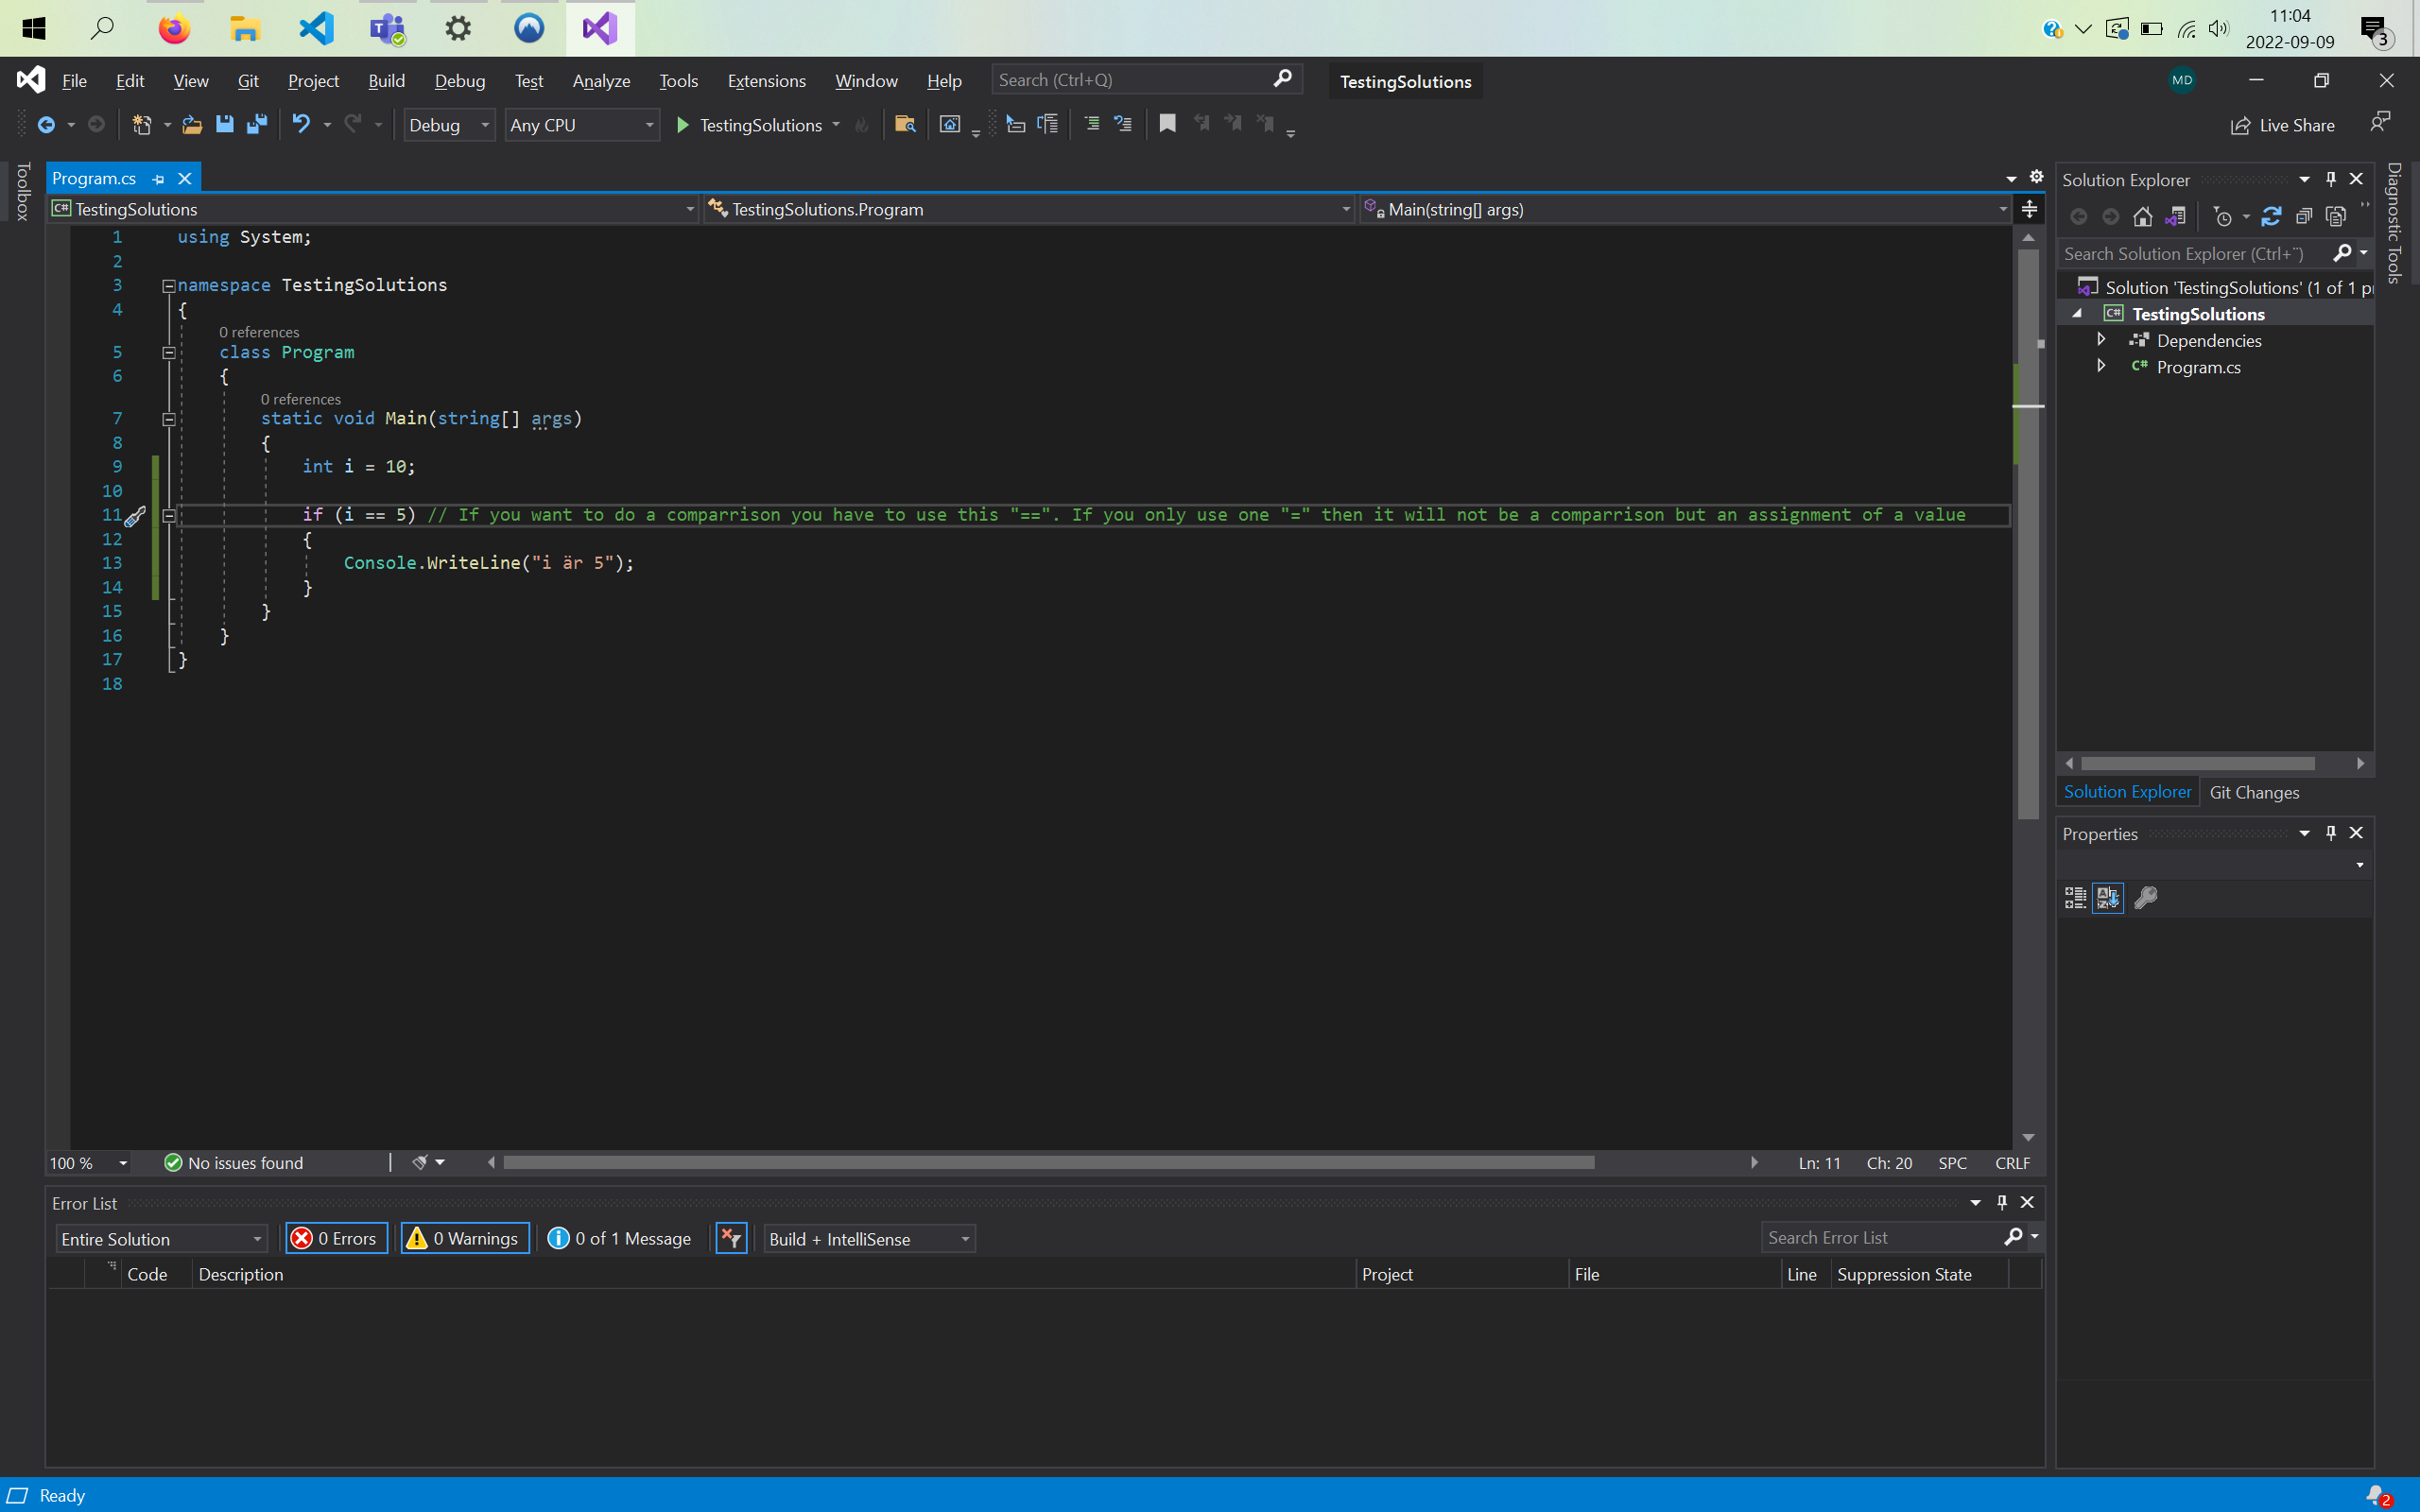 11:04
2022-09-09
3
File Edit View Git Project Build Debug Test Analyze Tools Extensions Window Help Search (Ctrl+Q) TestingSolutions MD
Debug Any CPU TestingSolutions Live Share
Toolbox
Program.cs
TestingSolutions TestingSolutions.Program Main(string[] args)
1 using System;
2
3 namespace TestingSolutions
4 {
0 references
5 class Program
6 {
0 references
7 static void Main(string[] args)
8 {
9 int i = 10;
10
11 if (i == 5) // If you want to do a comparrison you have to use this "==". If you only use one "=" then it will not be a comparrison but an assignment of a value
12 {
13 Console.WriteLine("i är 5");
14 }
15 }
16 }
17 }
18
100 % No issues found Ln: 11 Ch: 20 SPC CRLF
Error List
Entire Solution 0 Errors 0 Warnings 0 of 1 Message Build + IntelliSense Search Error List
Code Description Project File Line Suppression State
Solution Explorer
Search Solution Explorer (Ctrl+¨)
Solution 'TestingSolutions' (1 of 1 pr
C# TestingSolutions
Dependencies
C# Program.cs
Solution Explorer Git Changes
Properties
Diagnostic Tools
Ready 2